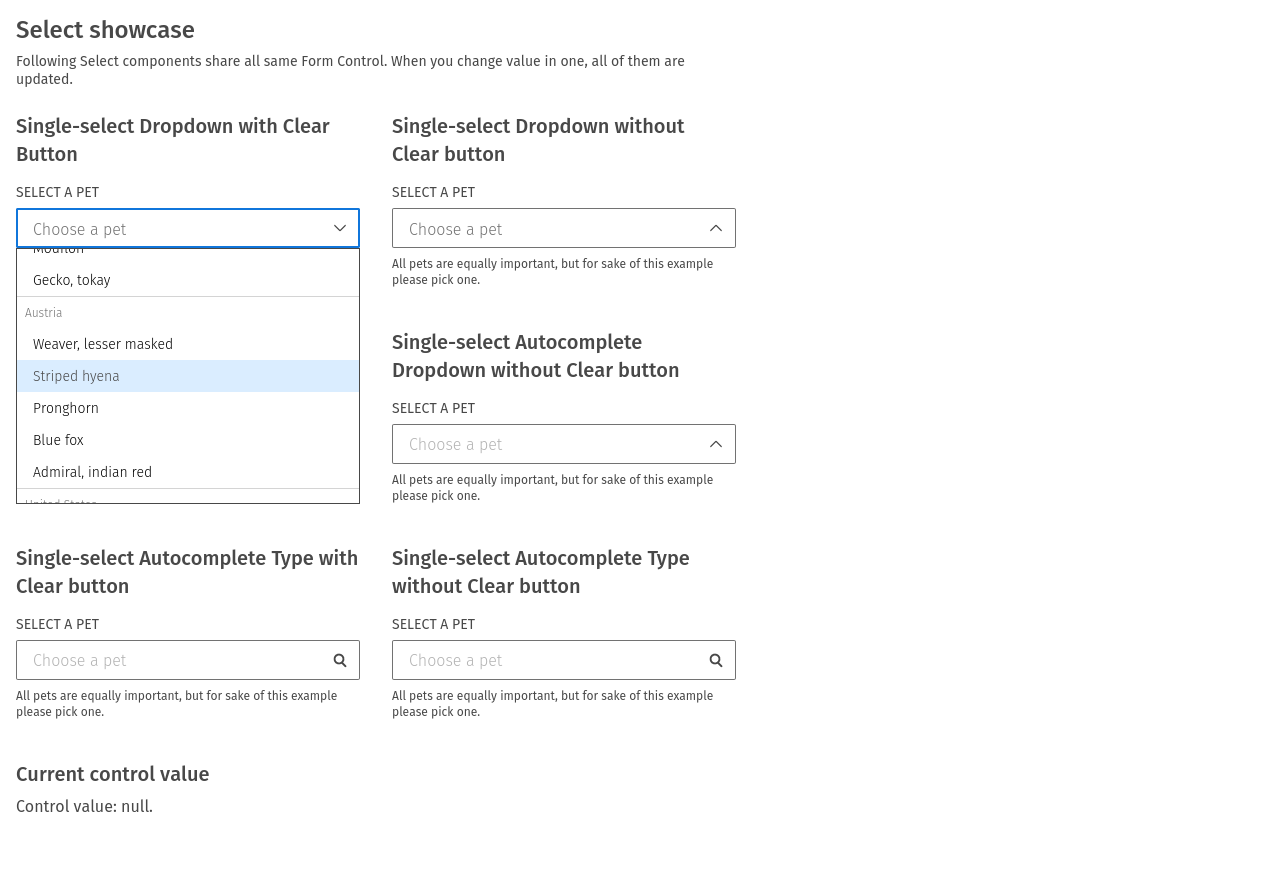 Select showcase
Following Select components share all same Form Control. When you change value in one, all of them are
updated.
Single-select Dropdown with Clear
Button
SELECT A PET
Choose a pet
Mouflon
Gecko, tokay
Austria
Weaver, lesser masked
Striped hyena
Pronghorn
Blue fox
Admiral, indian red
United States
Single-select Dropdown without
Clear button
SELECT A PET
Choose a pet
All pets are equally important, but for sake of this example
please pick one.
Single-select Autocomplete
Dropdown without Clear button
SELECT A PET
Choose a pet
All pets are equally important, but for sake of this example
please pick one.
Single-select Autocomplete Type with
Clear button
SELECT A PET
Choose a pet
All pets are equally important, but for sake of this example
please pick one.
Single-select Autocomplete Type
without Clear button
SELECT A PET
Choose a pet
All pets are equally important, but for sake of this example
please pick one.
Current control value
Control value: null.